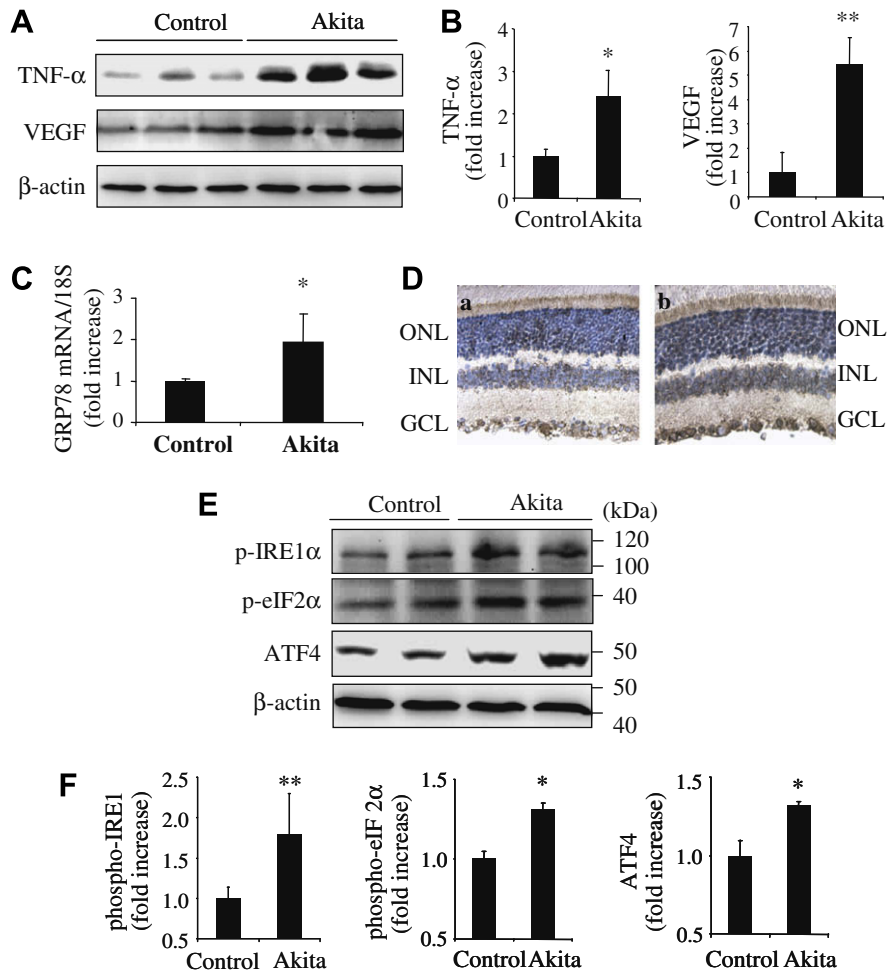 A
Control Akita
TNF-α
VEGF
β-actin
B
TNF-α
(fold increase)
4
3
2
1
0
*
Control Akita
VEGF
(fold increase)
7
6
5
4
3
2
1
0
**
Control Akita
C
GRP78 mRNA/18S
(fold increase)
3
2
1
0
*
Control Akita
D
a b
ONL ONL
INL INL
GCL GCL
E
Control Akita (kDa)
p-IRE1α
120
100
p-eIF2α
40
ATF4
50
β-actin
50
40
F
phospho-IRE1
(fold increase)
2.5
2.0
1.5
1.0
0.5
**
Control Akita
phospho-eIF 2α
(fold increase)
1.5
1.0
0.5
*
Control Akita
ATF4
(fold increase)
1.5
1.0
0.5
*
Control Akita